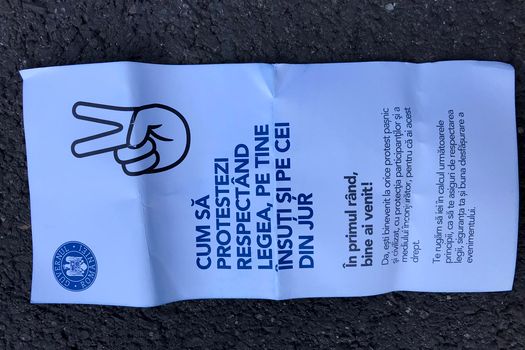 GUVERNUL ROMÂNIEI
CUM SĂ
PROTESTEZI
RESPECTÂND
LEGEA, PE TINE
ÎNSUȚI ȘI PE CEI
DIN JUR
În primul rând,
bine ai venit!
Da, ești binevenit la orice protest pașnic
și civilizat, cu protecția participanților și a
mediului înconjurător, pentru că ai acest
drept.
Te rugăm să iei în calcul următoarele
principii, ca să te asiguri de respectarea
legii, siguranța ta și buna desfășurare a
evenimentului.